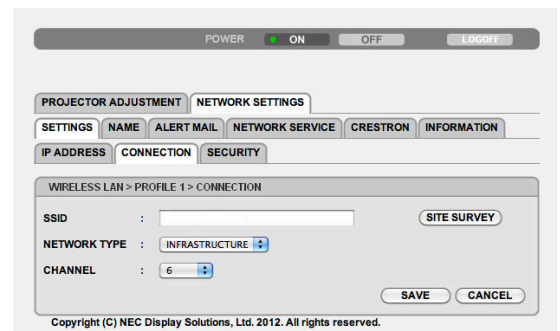 POWER ON OFF LOGOFF
PROJECTOR ADJUSTMENT NETWORK SETTINGS
SETTINGS NAME ALERT MAIL NETWORK SERVICE CRESTRON INFORMATION
IP ADDRESS CONNECTION SECURITY
WIRELESS LAN > PROFILE 1 > CONNECTION
SSID : SITE SURVEY
NETWORK TYPE : INFRASTRUCTURE
CHANNEL : 6
SAVE CANCEL
Copyright (C) NEC Display Solutions, Ltd. 2012. All rights reserved.